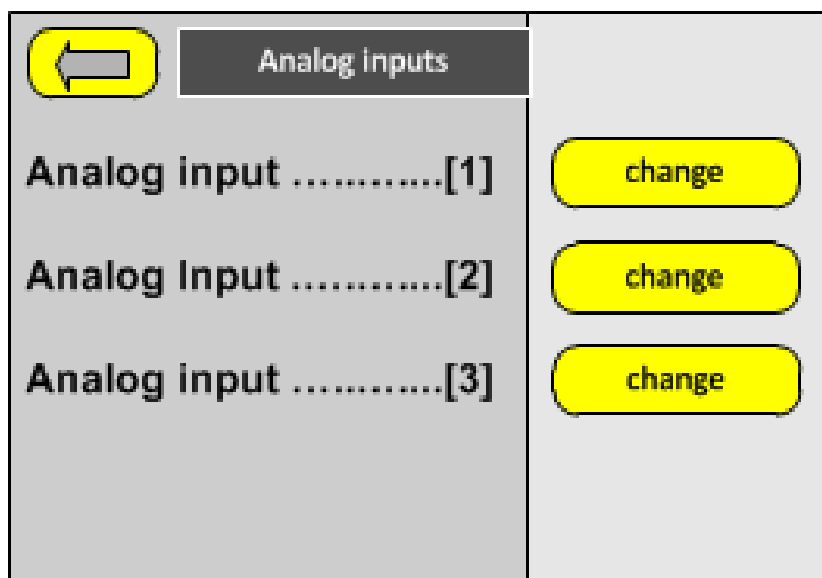 Analog inputs
Analog input ..............[1] change
Analog Input ..............[2] change
Analog input ..............[3] change